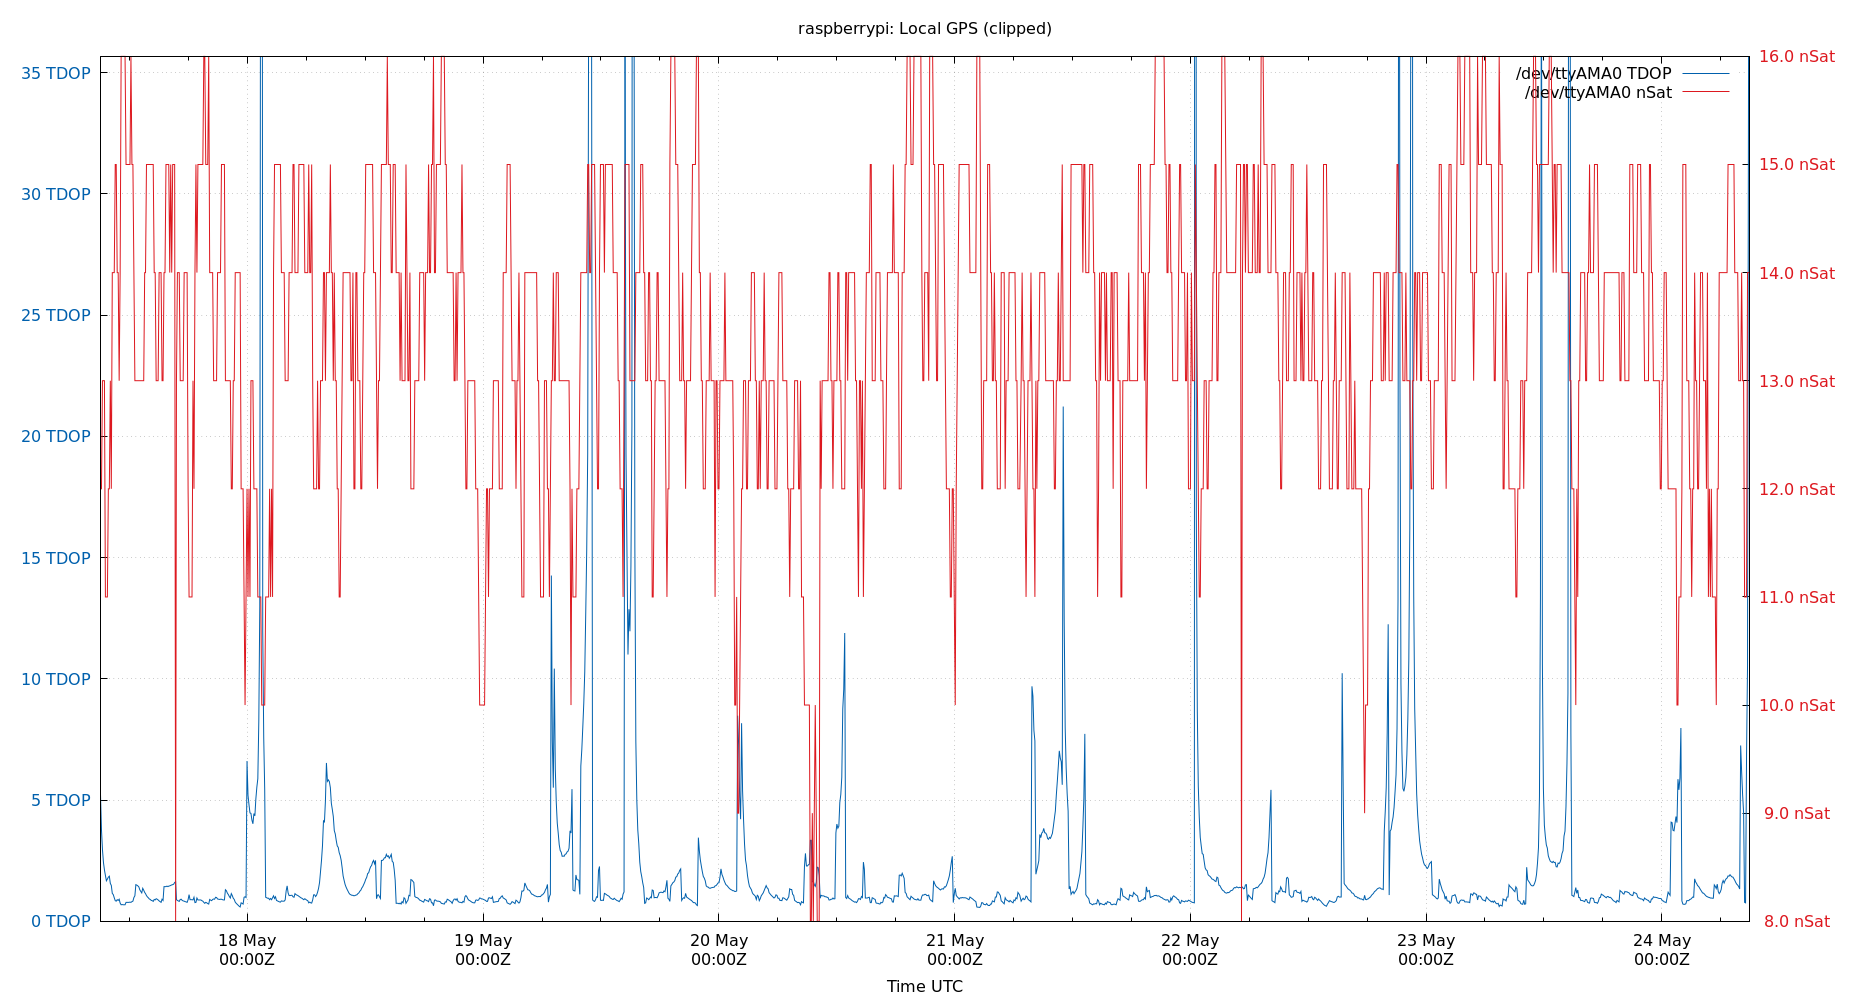 raspberrypi: Local GPS (clipped)
/dev/ttyAMA0 TDOP
/dev/ttyAMA0 nSat
35 TDOP
30 TDOP
25 TDOP
20 TDOP
15 TDOP
10 TDOP
5 TDOP
0 TDOP
16.0 nSat
15.0 nSat
14.0 nSat
13.0 nSat
12.0 nSat
11.0 nSat
10.0 nSat
9.0 nSat
8.0 nSat
18 May
00:00Z
19 May
00:00Z
20 May
00:00Z
21 May
00:00Z
22 May
00:00Z
23 May
00:00Z
24 May
00:00Z
Time UTC